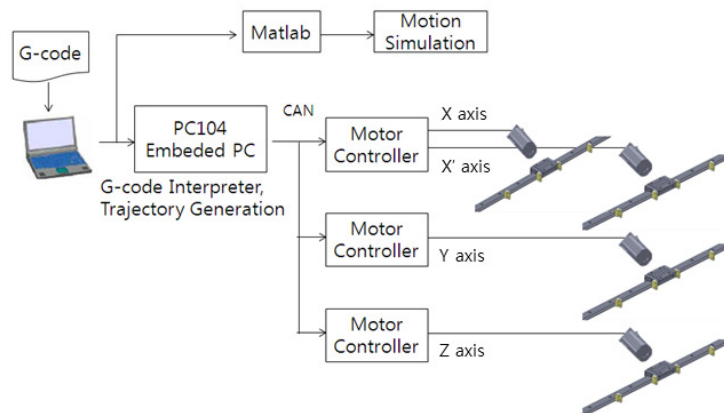 G-code
Matlab
Motion
Simulation
PC104
Embeded PC
G-code Interpreter,
Trajectory Generation
CAN
Motor
Controller
X axis
X' axis
Motor
Controller
Y axis
Motor
Controller
Z axis